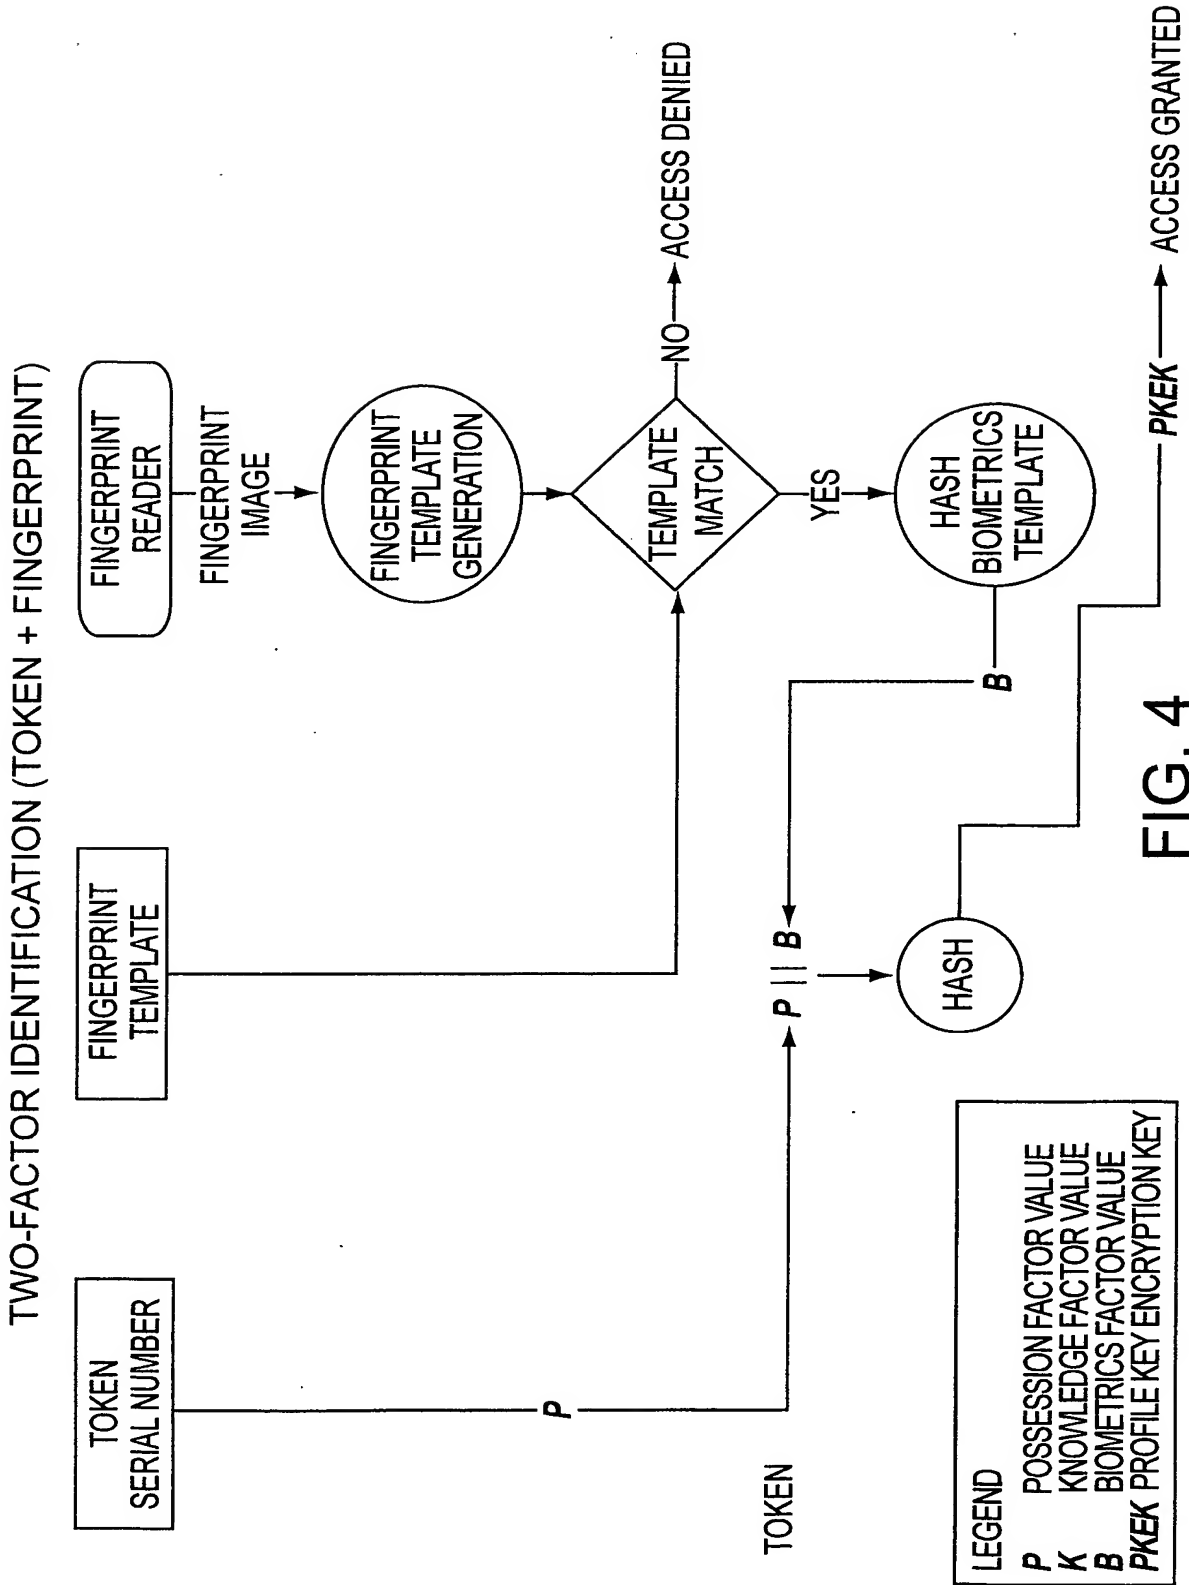 TWO-FACTOR IDENTIFICATION (TOKEN + FINGERPRINT)
TOKEN
SERIAL NUMBER
FINGERPRINT
TEMPLATE
FINGERPRINT
READER
FINGERPRINT
IMAGE
FINGERPRINT
TEMPLATE
GENERATION
P
TEMPLATE
MATCH
NO
ACCESS DENIED
YES
TOKEN
P || B
HASH
BIOMETRICS
TEMPLATE
B
HASH
PKEK
ACCESS GRANTED
LEGEND
P POSSESSION FACTOR VALUE
K KNOWLEDGE FACTOR VALUE
B BIOMETRICS FACTOR VALUE
PKEK PROFILE KEY ENCRYPTION KEY
FIG. 4